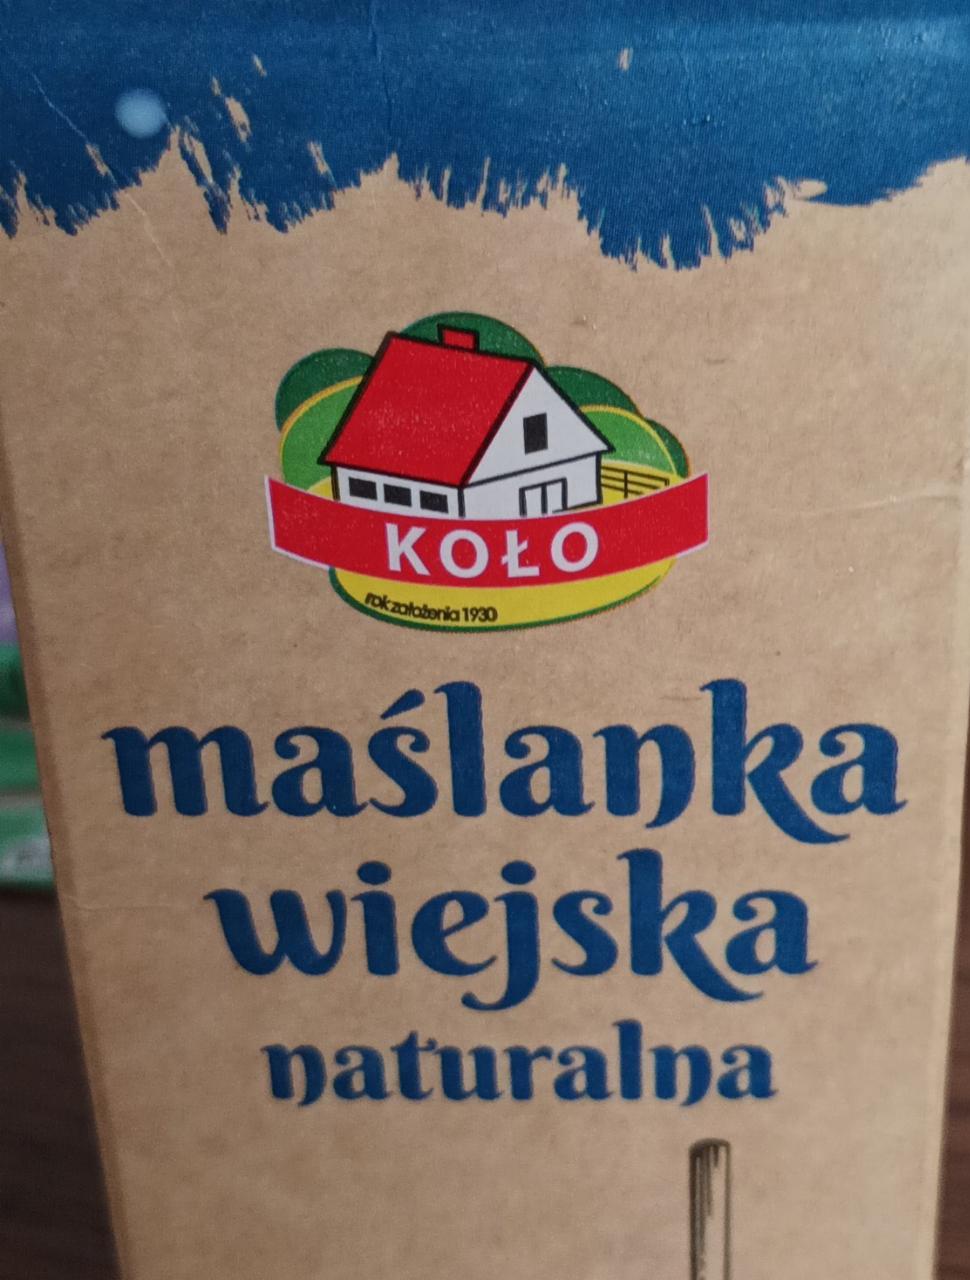 KOŁO
rok założenia 1930
maślanka
wiejska
naturalna